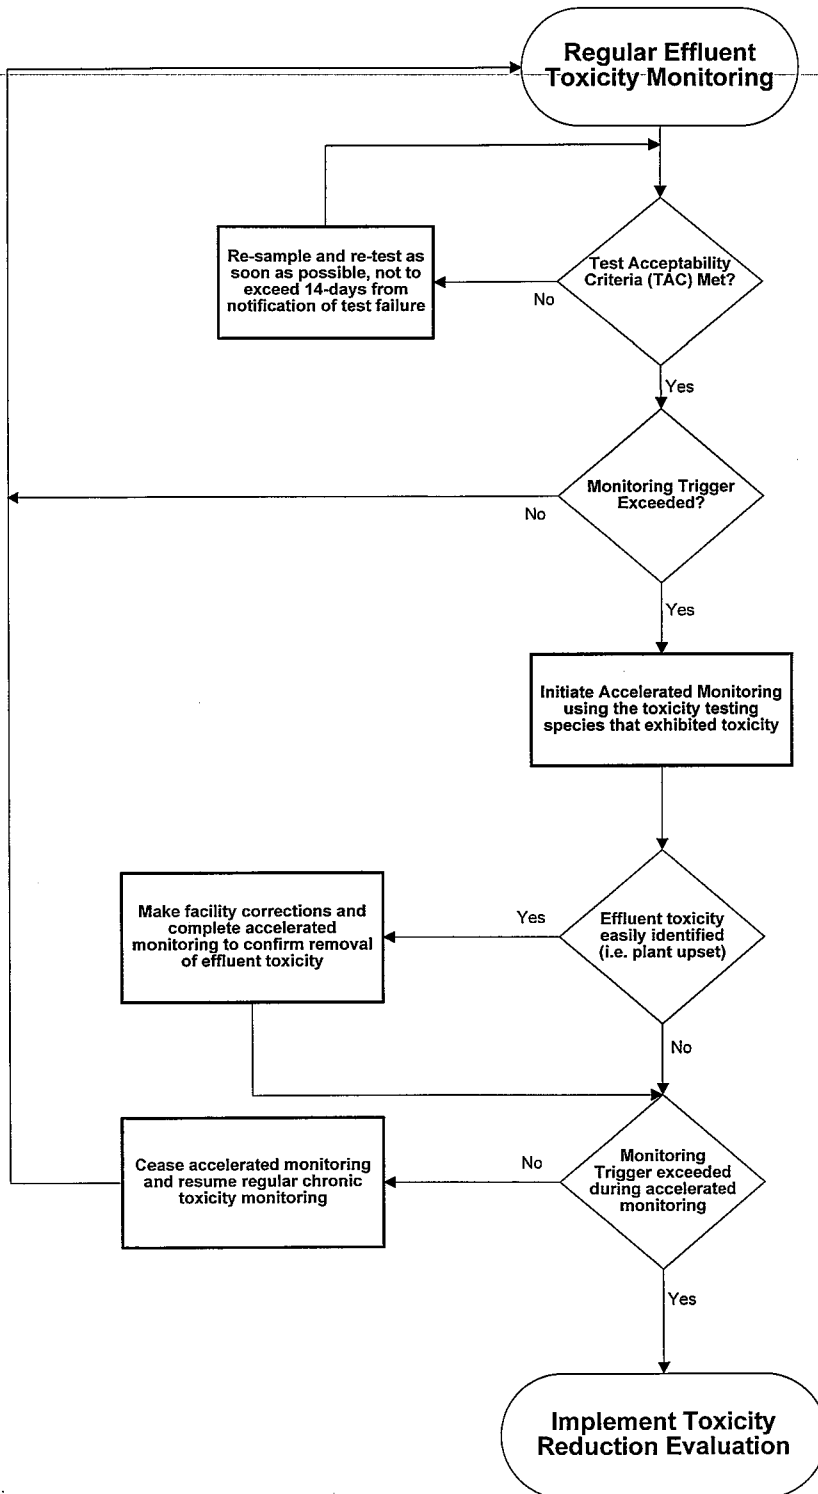 Regular Effluent
Toxicity Monitoring
Re-sample and re-test as
soon as possible, not to
exceed 14-days from
notification of test failure
Test Acceptability
Criteria (TAC) Met?
No
Yes
Monitoring Trigger
Exceeded?
No
Yes
Initiate Accelerated Monitoring
using the toxicity testing
species that exhibited toxicity
Make facility corrections and
complete accelerated
monitoring to confirm removal
of effluent toxicity
Yes
Effluent toxicity
easily identified
(i.e. plant upset)
No
Cease accelerated monitoring
and resume regular chronic
toxicity monitoring
No
Monitoring
Trigger exceeded
during accelerated
monitoring
Yes
Implement Toxicity
Reduction Evaluation